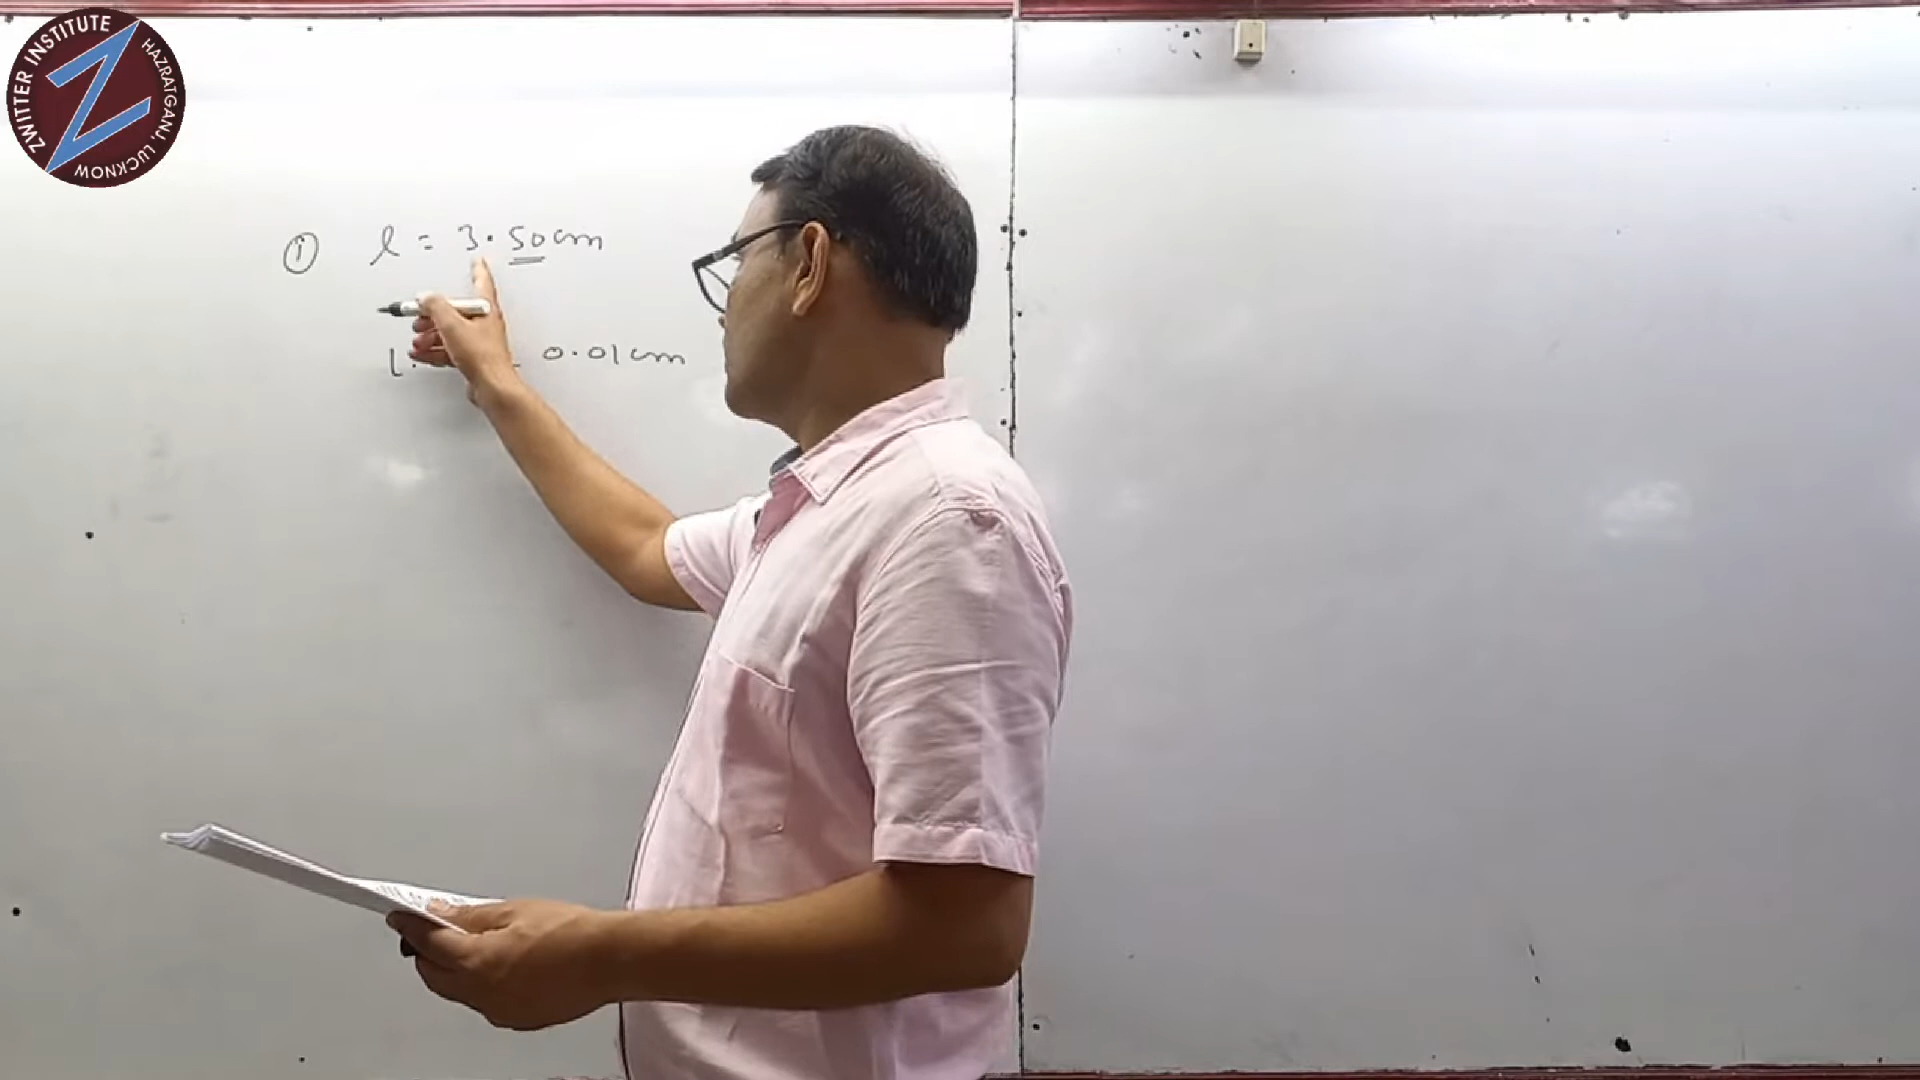 ZWITTER INSTITUTE
HAZRATGANJ, LUCKNOW
Z
① l = 3.50cm
0.01cm